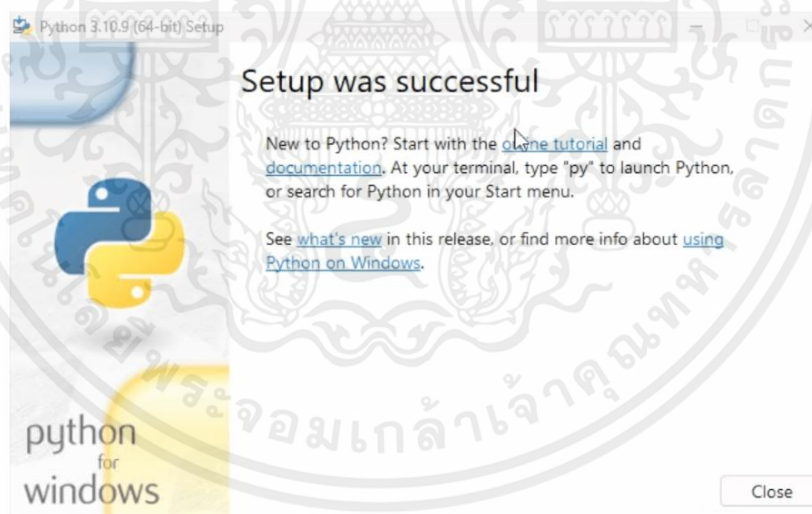 Python 3.10.9 (64-bit) Setup
Setup was successful
New to Python? Start with the online tutorial and
documentation. At your terminal, type "py" to launch Python,
or search for Python in your Start menu.
See what's new in this release, or find more info about using
Python on Windows.
python
for
windows
Close